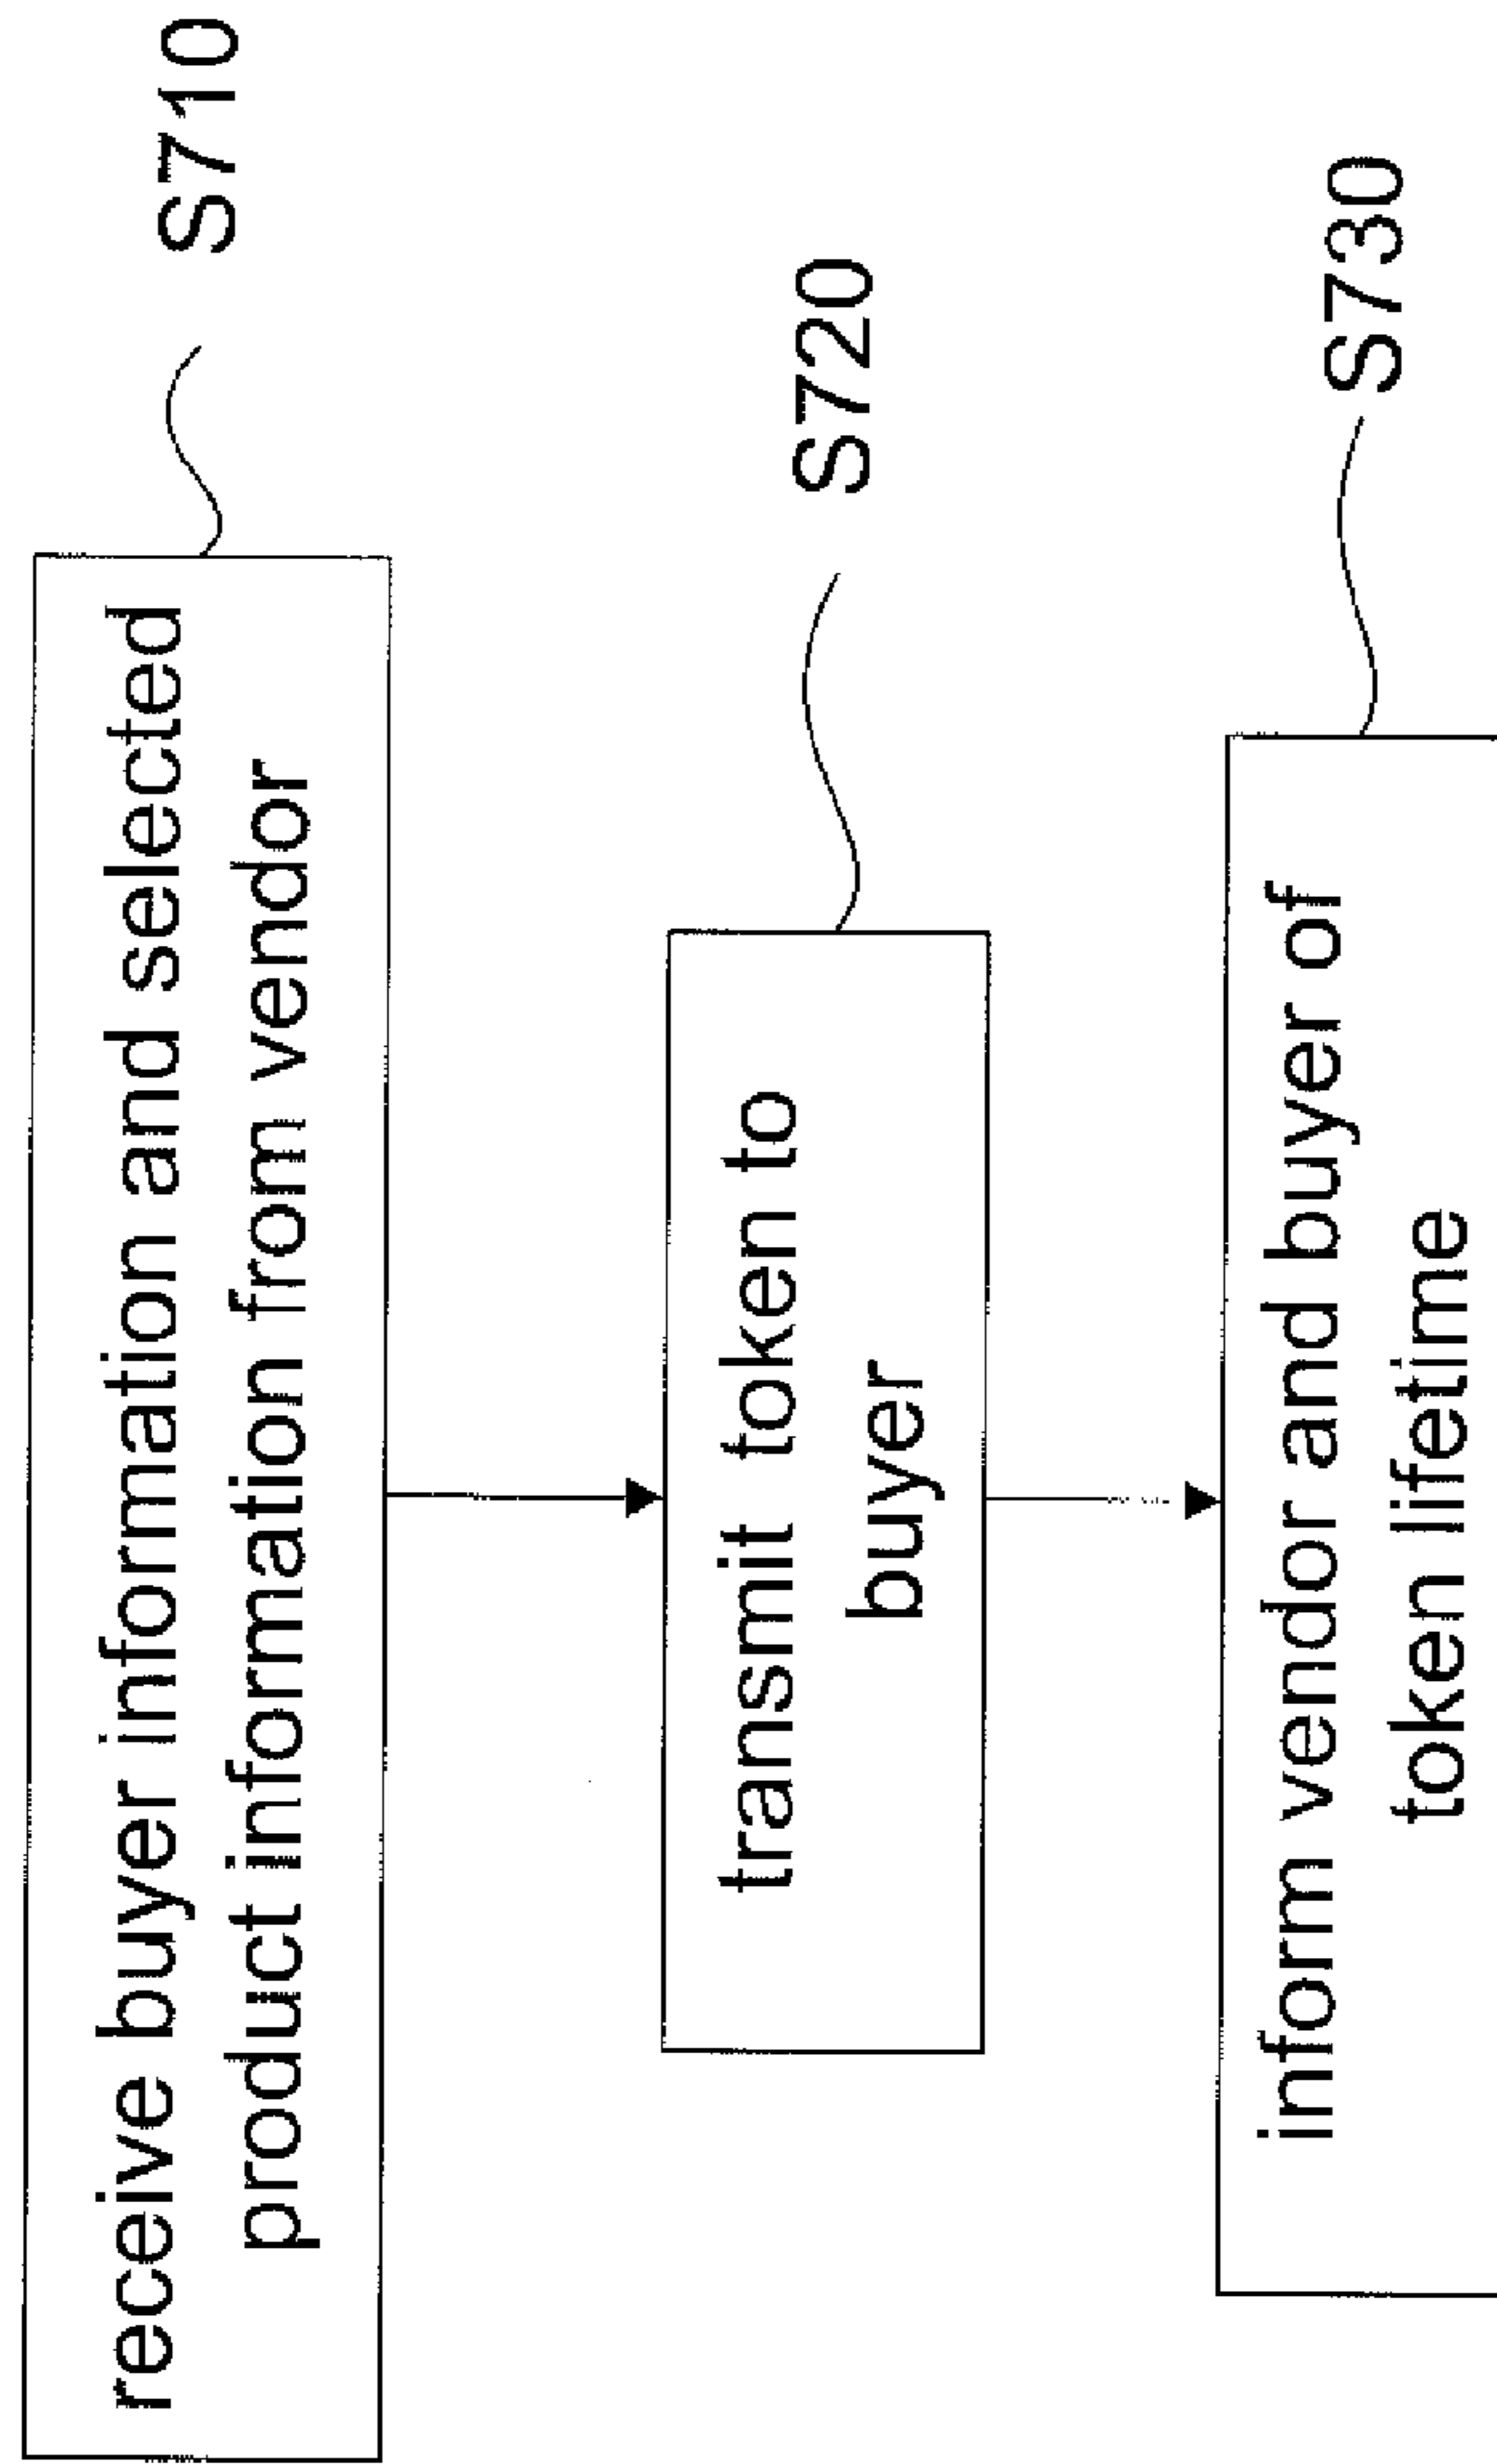 receive buyer information and selected
product information from vendor
S710
transmit token to
buyer
S720
inform vendor and buyer of
token lifetime
S730